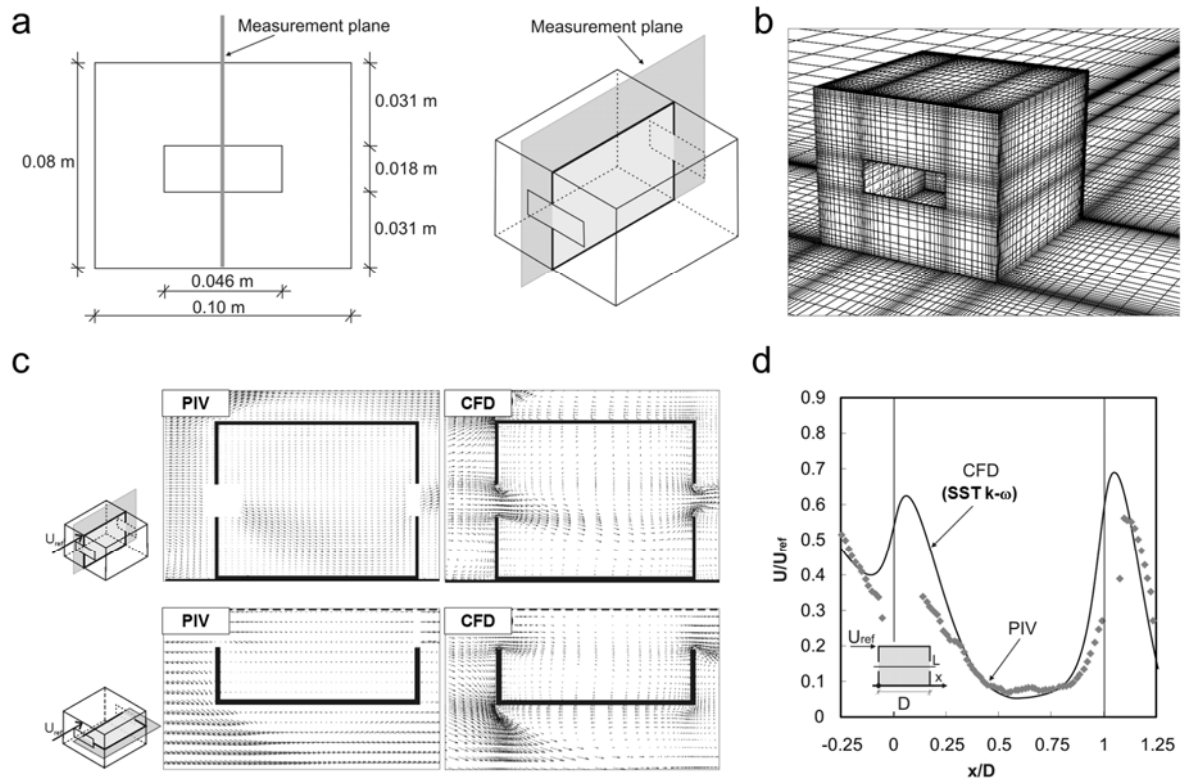 a
Measurement plane
0.08 m
0.031 m
0.018 m
0.031 m
0.046 m
0.10 m
Measurement plane
b
c
PIV
CFD
Uref
PIV
CFD
d
U/Uref
0.9
0.8
0.7
0.6
0.5
0.4
0.3
0.2
0.1
0
CFD
(SST k-ω)
PIV
Uref
L
x
D
-0.25
0
0.25
0.5
0.75
1
1.25
x/D